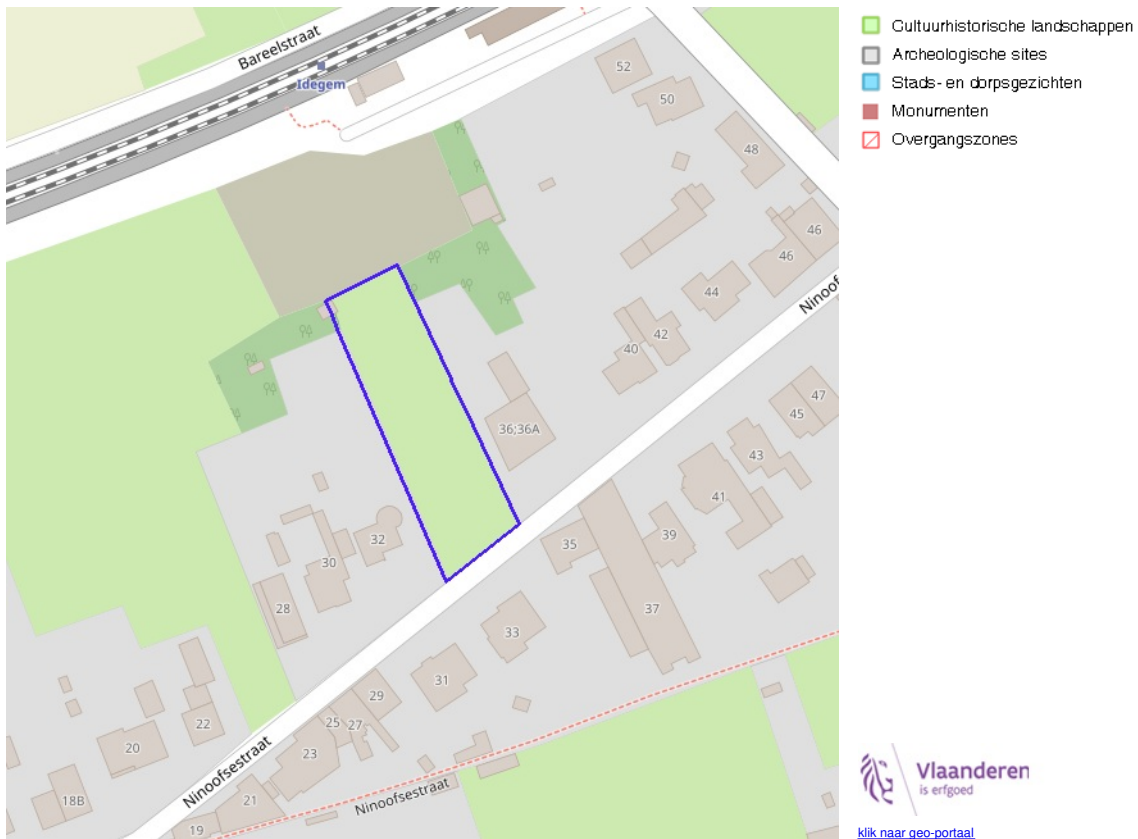 Bareelstraat
Idegem
52
50
48
46
46
44
42
40
Ninoof
36;36A
47
45
43
41
39
35
37
32
30
28
33
31
29
25
27
23
22
20
21
18B
19
Ninoofsestraat
Ninoofsestraat
Cultuurhistorische landschappen
Archeologische sites
Stads- en dorpsgezichten
Monumenten
Overgangszones
Vlaanderen
is erfgoed
klik naar geo-portaal